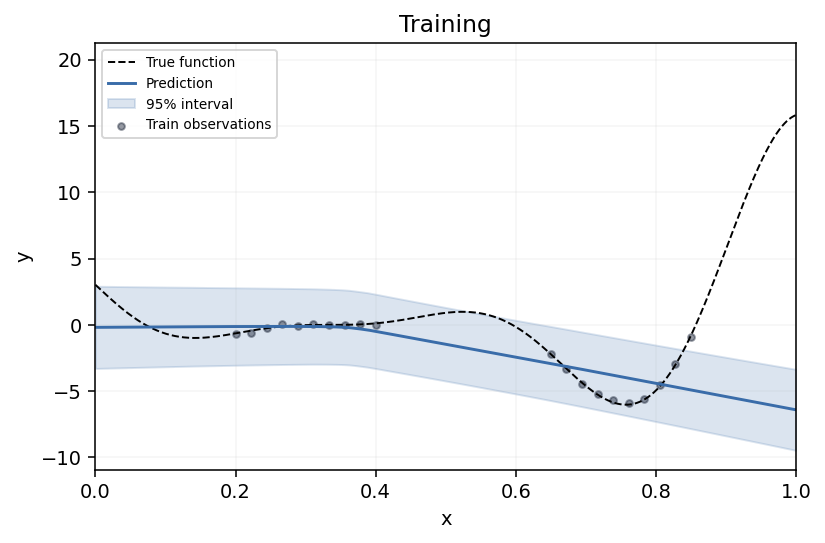 Training
True function
Prediction
95% interval
Train observations
20
15
10
5
0
−5
−10
y
0.0 0.2 0.4 0.6 0.8 1.0
x